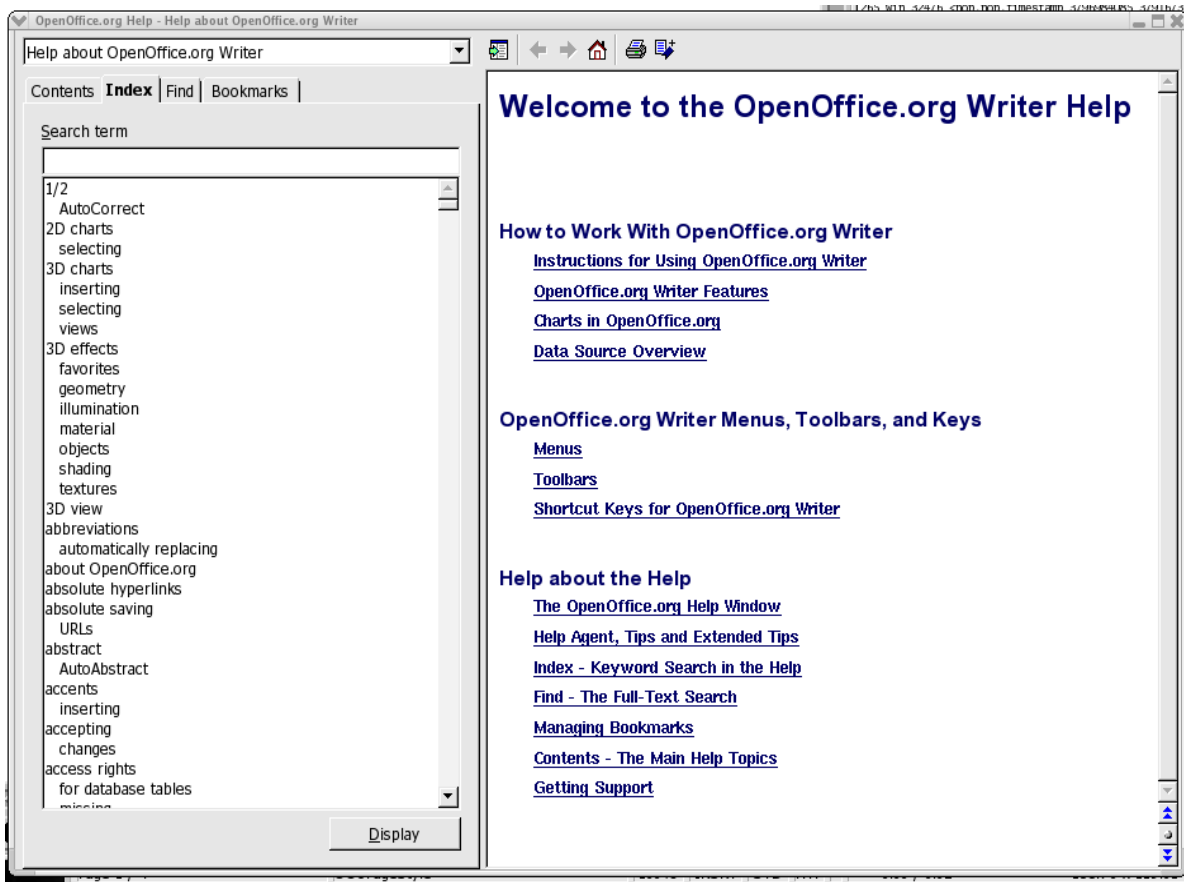 OpenOffice.org Help - Help about OpenOffice.org Writer
Help about OpenOffice.org Writer
Contents Index Find Bookmarks
Search term
1/2
AutoCorrect
2D charts
selecting
3D charts
inserting
selecting
views
3D effects
favorites
geometry
illumination
material
objects
shading
textures
3D view
abbreviations
automatically replacing
about OpenOffice.org
absolute hyperlinks
absolute saving
URLs
abstract
AutoAbstract
accents
inserting
accepting
changes
access rights
for database tables
missing
Display
Welcome to the OpenOffice.org Writer Help
How to Work With OpenOffice.org Writer
Instructions for Using OpenOffice.org Writer
OpenOffice.org Writer Features
Charts in OpenOffice.org
Data Source Overview
OpenOffice.org Writer Menus, Toolbars, and Keys
Menus
Toolbars
Shortcut Keys for OpenOffice.org Writer
Help about the Help
The OpenOffice.org Help Window
Help Agent, Tips and Extended Tips
Index - Keyword Search in the Help
Find - The Full-Text Search
Managing Bookmarks
Contents - The Main Help Topics
Getting Support